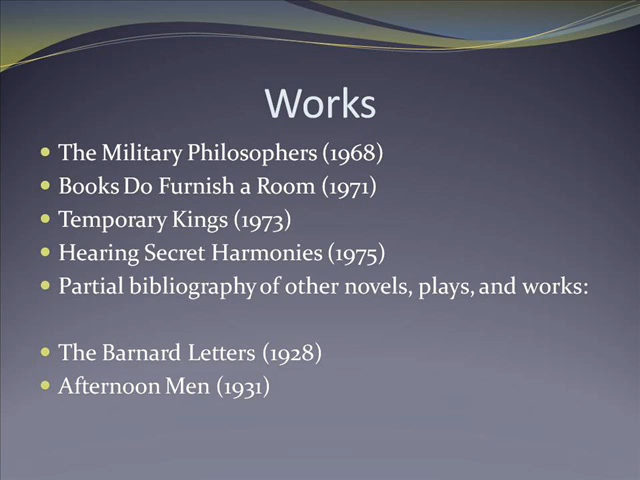 Works
• The Military Philosophers (1968)
• Books Do Furnish a Room (1971)
• Temporary Kings (1973)
• Hearing Secret Harmonies (1975)
• Partial bibliography of other novels, plays, and works:
• The Barnard Letters (1928)
• Afternoon Men (1931)